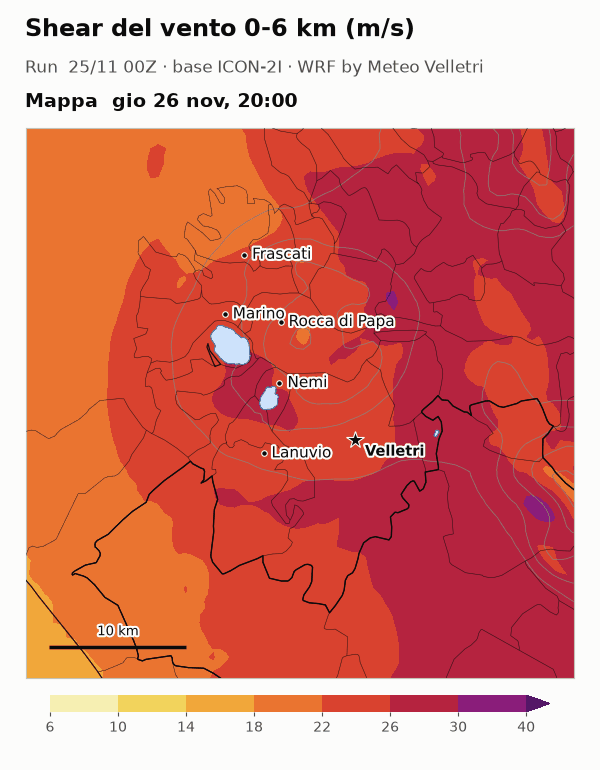 Shear del vento 0-6 km (m/s)
Run  25/11 00Z · base ICON-2I · WRF by Meteo Velletri
Mappa  gio 26 nov, 20:00
Frascati
Marino
Rocca di Papa
Nemi
Velletri
Lanuvio
10 km
6 10 14 18 22 26 30 40